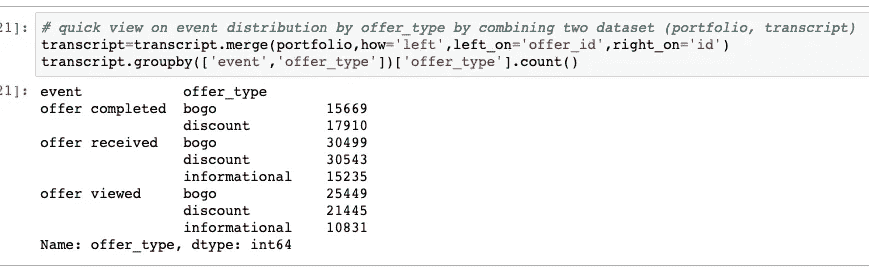 21]: # quick view on event distribution by offer_type by combining two dataset (portfolio, transcript)
transcript=transcript.merge(portfolio,how='left',left_on='offer_id',right_on='id')
transcript.groupby(['event','offer_type'])['offer_type'].count()
21]: event offer_type
offer completed bogo 15669
discount 17910
offer received bogo 30499
discount 30543
informational 15235
offer viewed bogo 25449
discount 21445
informational 10831
Name: offer_type, dtype: int64